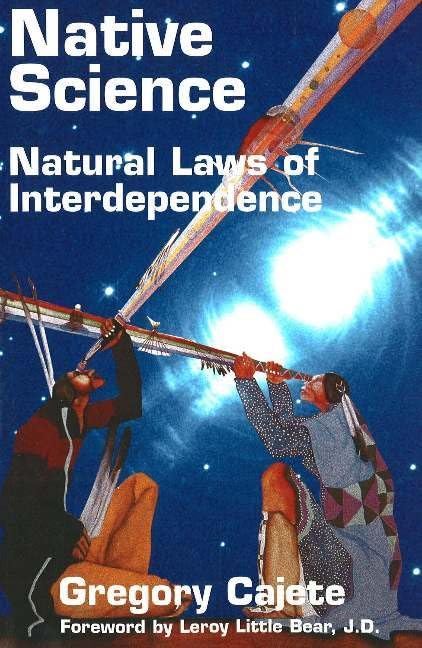 Native
Science
Natural Laws of
Interdependence
Gregory Cajete
Foreword by Leroy Little Bear, J.D.